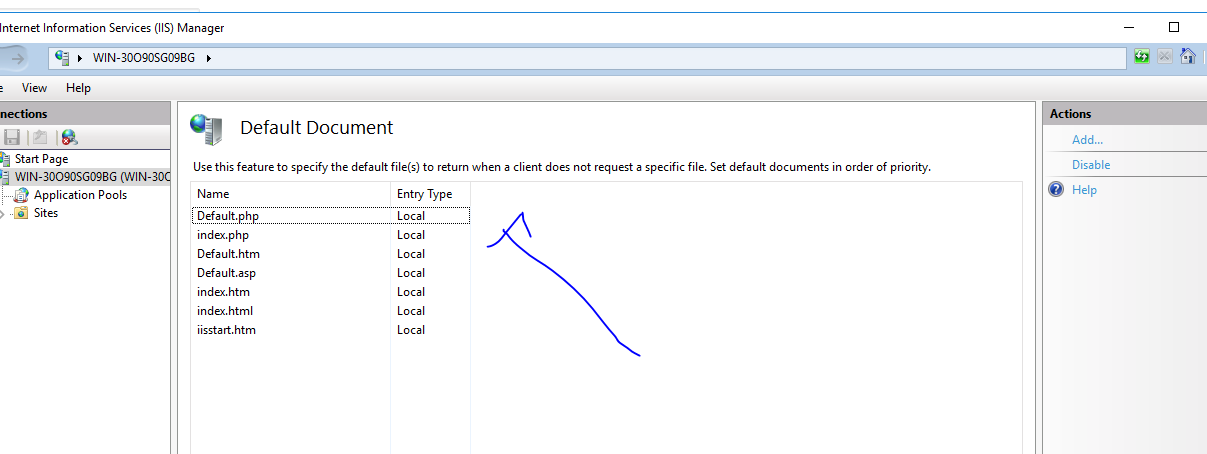 Internet Information Services (IIS) Manager
WIN-30O90SG09BG
View Help
nnections
Start Page
WIN-30O90SG09BG (WIN-30O
Application Pools
Sites
Default Document
Use this feature to specify the default file(s) to return when a client does not request a specific file. Set default documents in order of priority.
Name Entry Type
Default.php Local
index.php Local
Default.htm Local
Default.asp Local
index.htm Local
index.html Local
iisstart.htm Local
Actions
Add...
Disable
Help